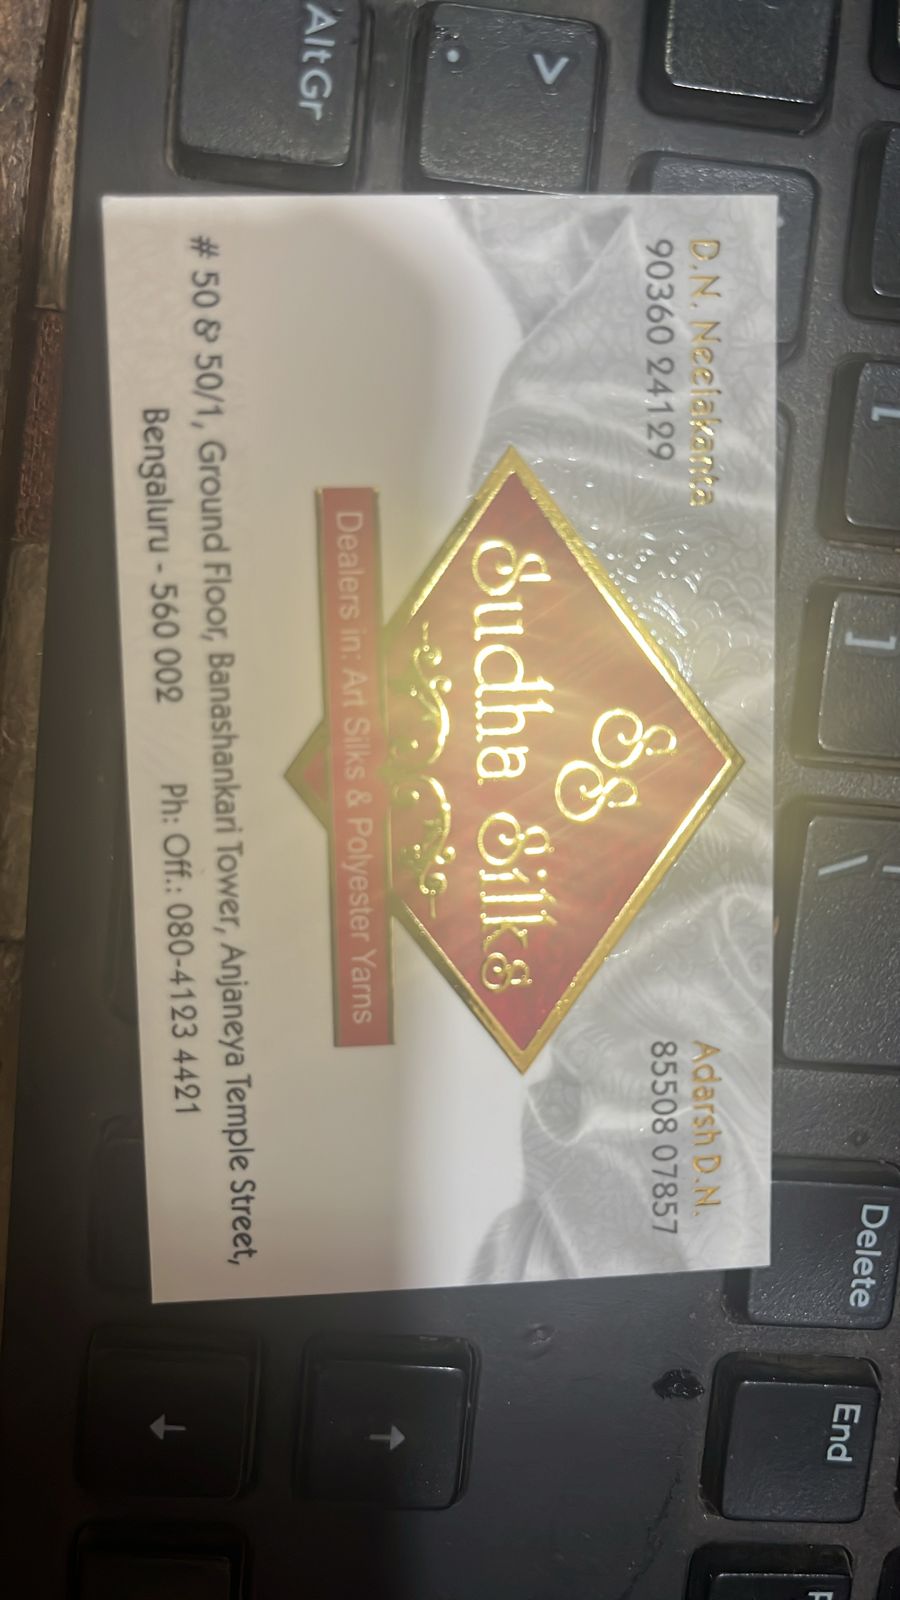 D.N. Neelakanta
90360 24129
Adarsh D.N.
85508 07857
SS
Sudha Silks
Dealers in: Art Silks & Polyester Yarns
# 50 & 50/1, Ground Floor, Banashankari Tower, Anjaneya Temple Street,
Bengaluru - 560 002 Ph: Off.: 080-4123 4421
AltGr
>
.
[
]
\
Delete
End
←
→